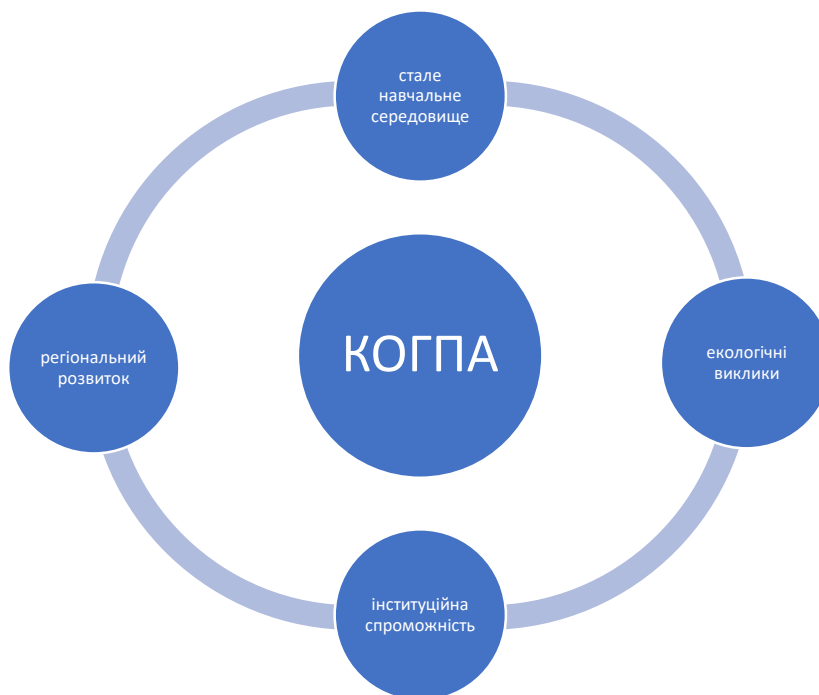 стале
навчальне
середовище
КОГПА
регіональний
розвиток
екологічні
виклики
інституційна
спроможність